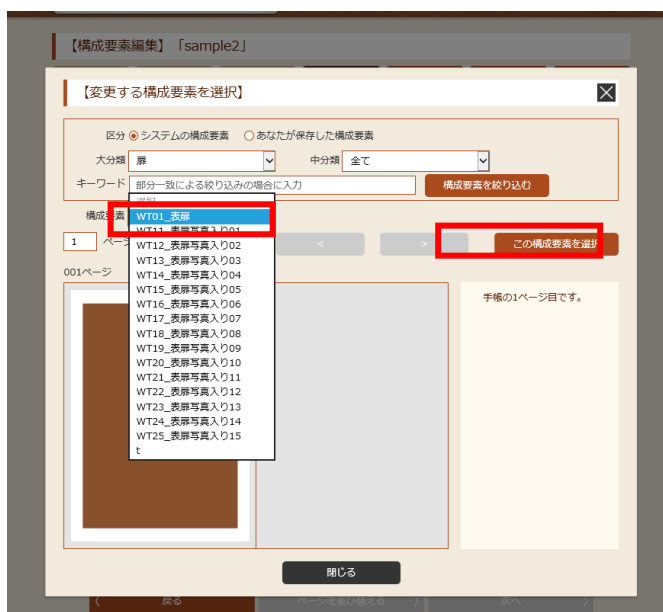 【構成要素編集】「sample2」
【変更する構成要素を選択】
区分 システムの構成要素 あなたが保存した構成要素
大分類 扉 中分類 全て
キーワード 部分一致による絞り込みの場合に入力 構成要素を絞り込む
構成要素
WT01_表扉
1 ページ < > この構成要素を選択
WT12_表扉写真入り02
WT13_表扉写真入り03
001ページ
WT14_表扉写真入り04
WT15_表扉写真入り05
手帳の1ページ目です。
WT16_表扉写真入り06
WT17_表扉写真入り07
WT18_表扉写真入り08
WT19_表扉写真入り09
WT20_表扉写真入り10
WT21_表扉写真入り11
WT22_表扉写真入り12
WT23_表扉写真入り13
WT24_表扉写真入り14
WT25_表扉写真入り15
t
閉じる
戻る ページを並び替える 次へ